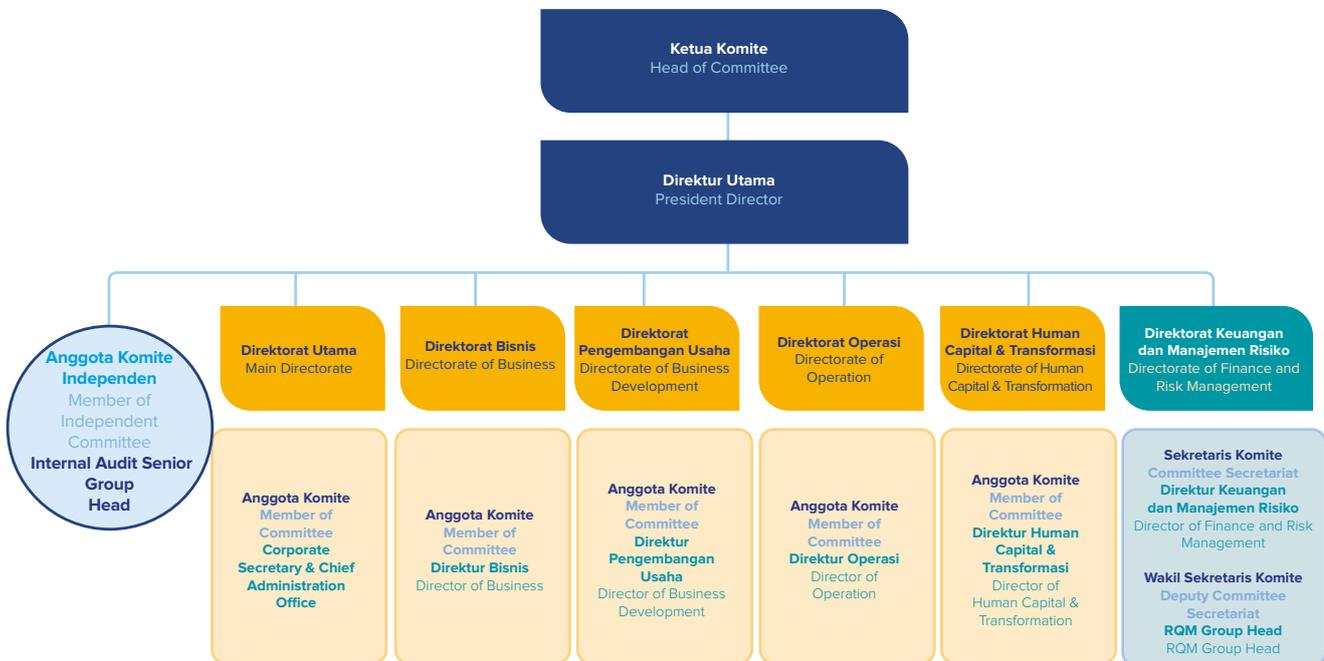 Ketua Komite
Head of Committee
Direktur Utama
President Director
Anggota Komite
Independen
Member of
Independent
Committee
Internal Audit Senior
Group
Head
Direktorat Utama
Main Directorate
Anggota Komite
Member of
Committee
Corporate
Secretary & Chief
Administration
Office
Direktorat Bisnis
Directorate of Business
Anggota Komite
Member of
Committee
Direktur Bisnis
Director of Business
Direktorat
Pengembangan Usaha
Directorate of Business
Development
Anggota Komite
Member of
Committee
Direktur
Pengembangan
Usaha
Director of Business
Development
Direktorat Operasi
Directorate of
Operation
Anggota Komite
Member of
Committee
Direktur Operasi
Director of
Operation
Direktorat Human
Capital & Transformasi
Directorate of Human
Capital & Transformation
Anggota Komite
Member of
Committee
Direktur Human
Capital &
Transformasi
Director of
Human Capital &
Transformation
Direktorat Keuangan
dan Manajemen Risiko
Directorate of Finance and
Risk Management
Sekretaris Komite
Committee Secretariat
Direktur Keuangan
dan Manajemen Risiko
Director of Finance and Risk
Management
Wakil Sekretaris Komite
Deputy Committee
Secretariat
RQM Group Head
RQM Group Head